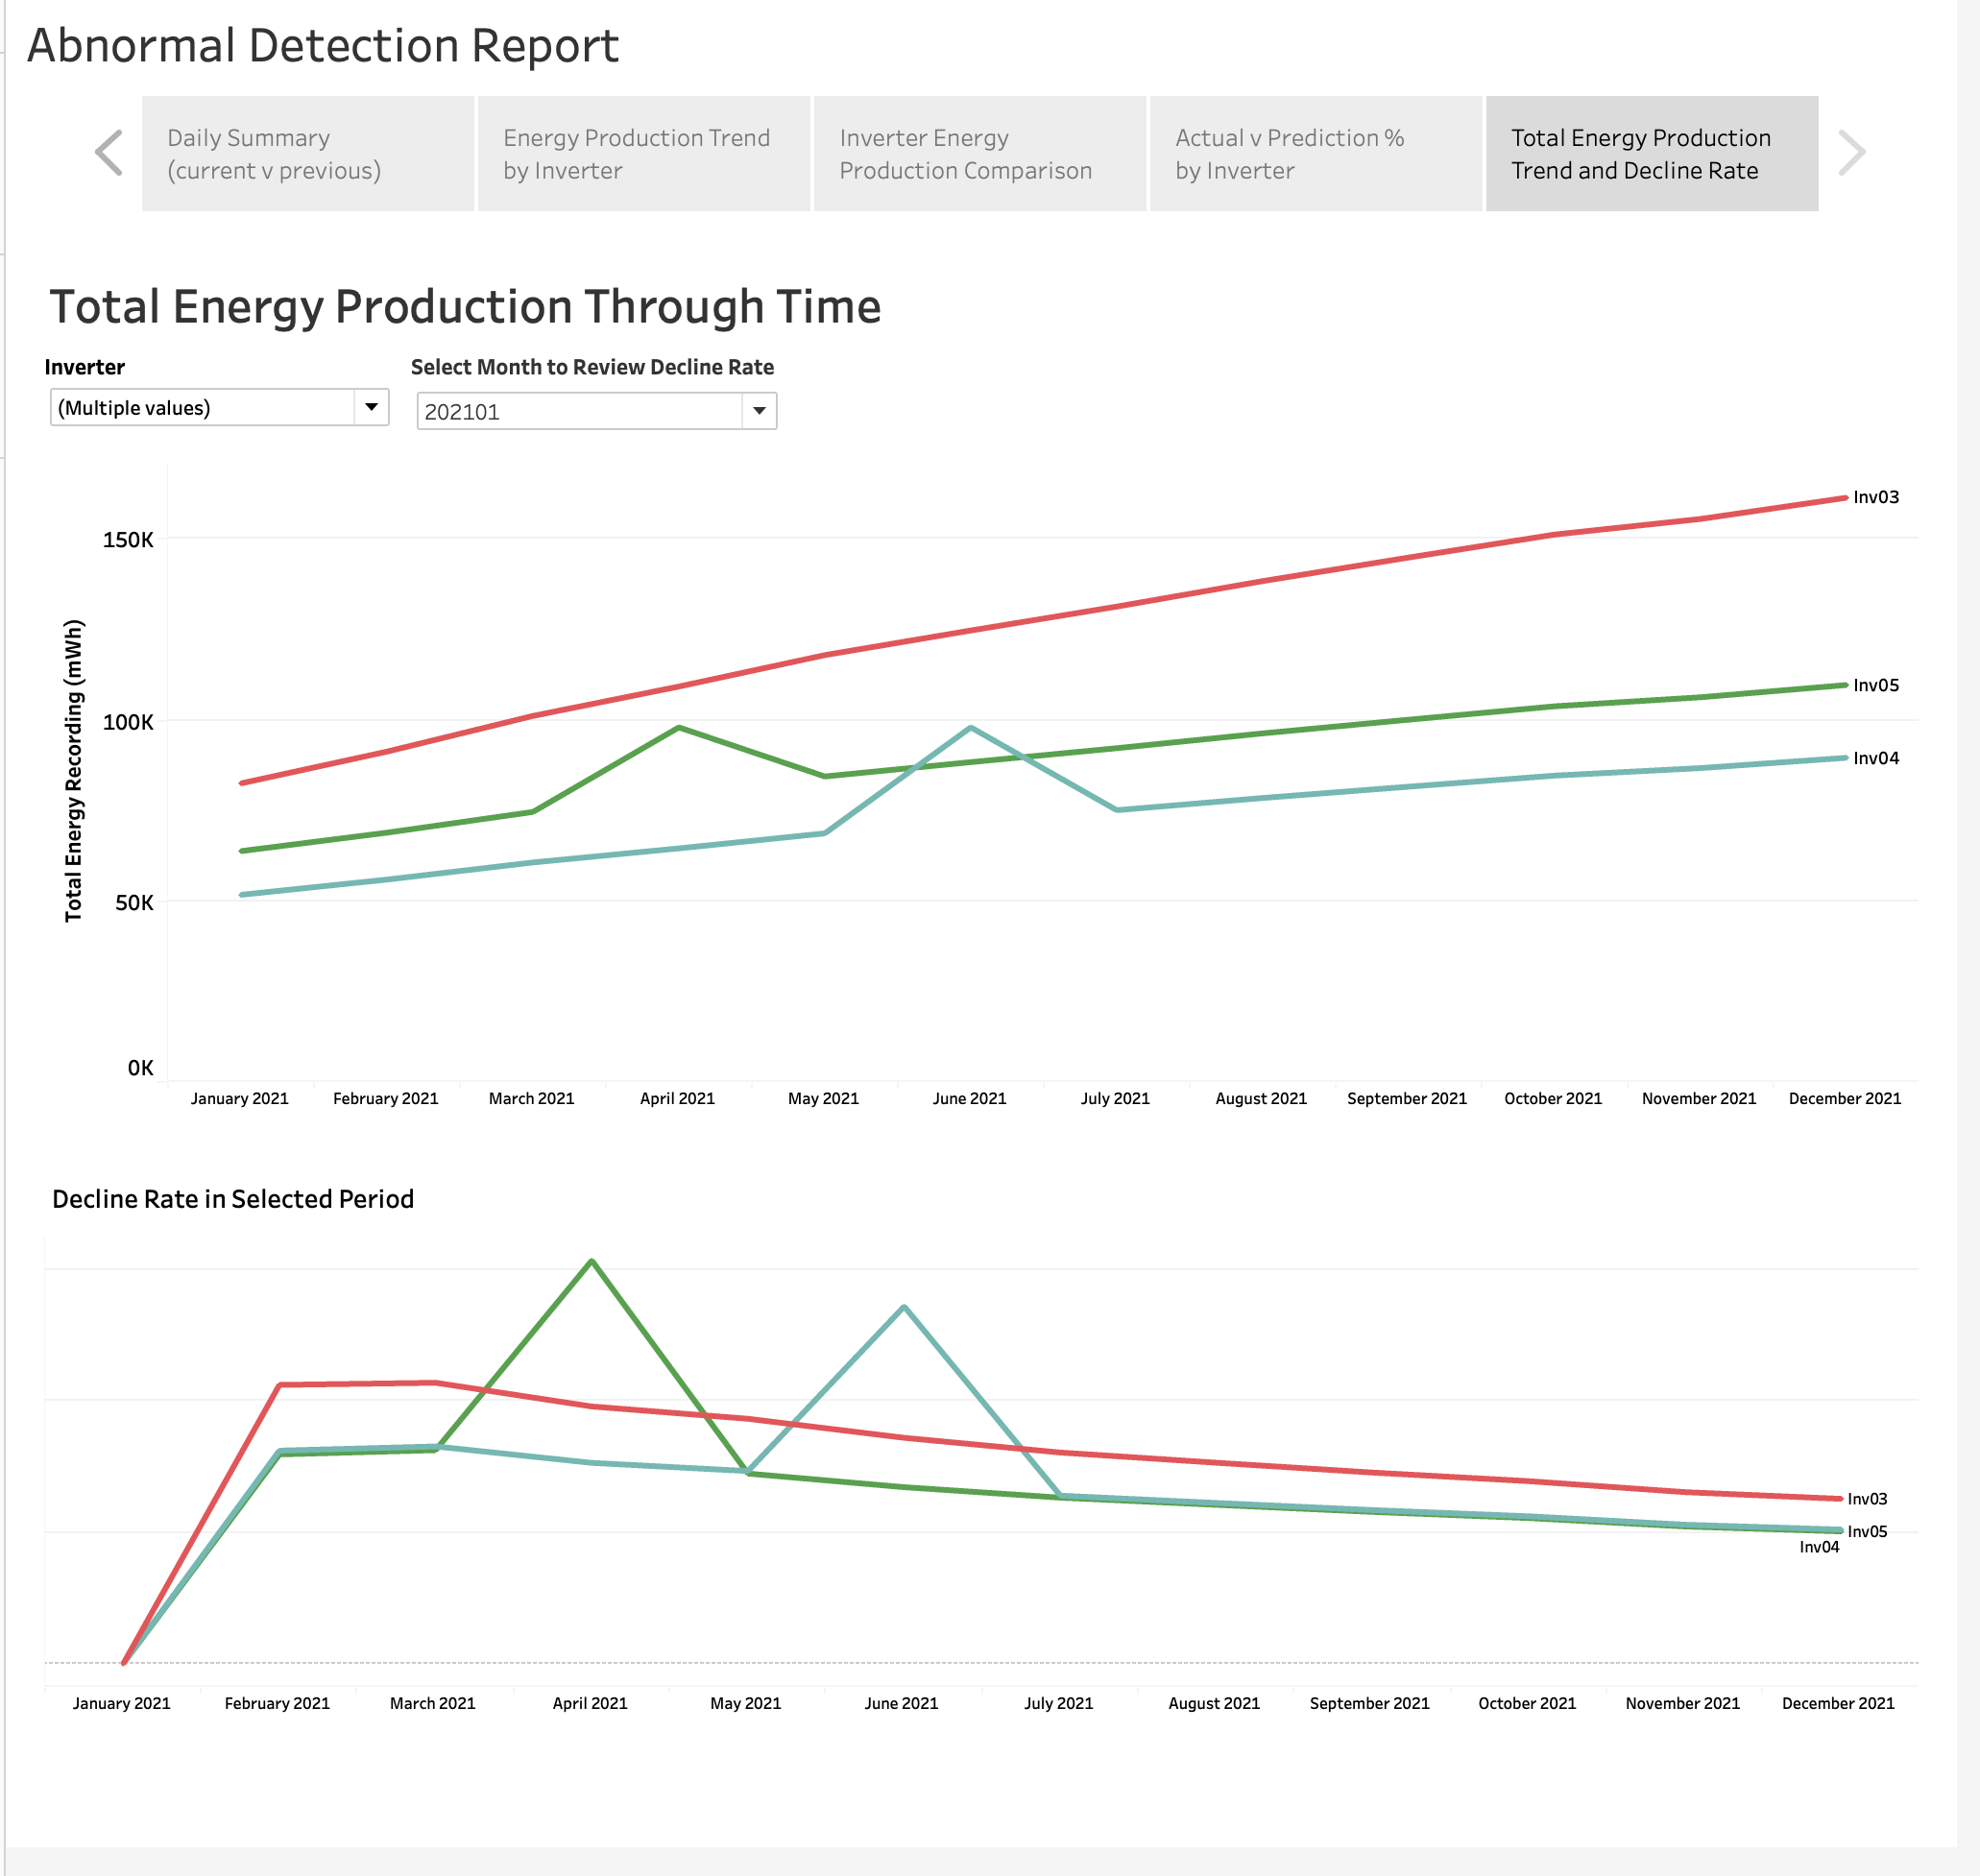 Abnormal Detection Report
Daily Summary
(current v previous)
Energy Production Trend
by Inverter
Inverter Energy
Production Comparison
Actual v Prediction %
by Inverter
Total Energy Production
Trend and Decline Rate
Total Energy Production Through Time
Inverter
Select Month to Review Decline Rate
(Multiple values)
202101
Total Energy Recording (mWh)
150K
100K
50K
0K
Inv03
Inv05
Inv04
January 2021
February 2021
March 2021
April 2021
May 2021
June 2021
July 2021
August 2021
September 2021
October 2021
November 2021
December 2021
Decline Rate in Selected Period
Inv03
Inv05
Inv04
January 2021
February 2021
March 2021
April 2021
May 2021
June 2021
July 2021
August 2021
September 2021
October 2021
November 2021
December 2021